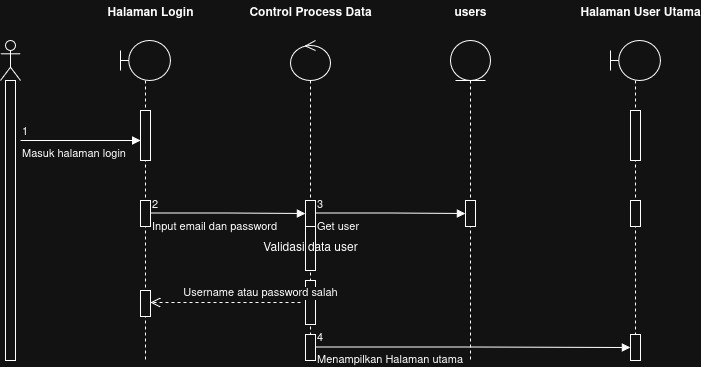 Halaman Login
Control Process Data
users
Halaman User Utama
1
Masuk halaman login
2
3
Input email dan password
Get user
Validasi data user
Username atau password salah
4
Menampilkan Halaman utama